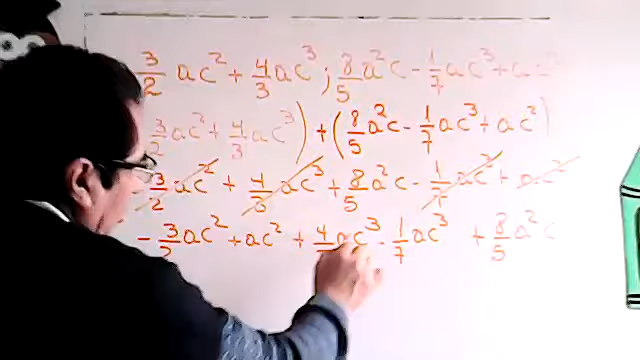 3/2 ac² + 4/3 ac³; 8/5 a²c - 1/7 ac³ + a
3/2 ac² + 4/3 ac³) + (8/5 a²c - 1/7 ac³ + ac²)
3/2 ac² + 4/3 ac³ + 8/5 a²c - 1/7 ac³ + ac²
- 3/2 ac² + ac² + 4/ ac³ - 1/7 ac³ + 8/5 a²c